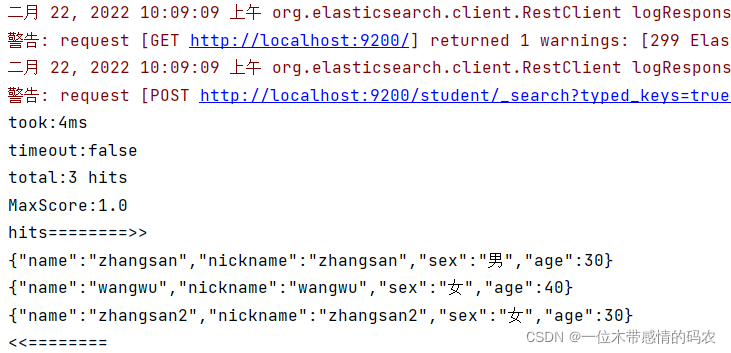 二月 22, 2022 10:09:09 上午 org.elasticsearch.client.RestClient logRespons
警告: request [GET http://localhost:9200/] returned 1 warnings: [299 Elas
二月 22, 2022 10:09:09 上午 org.elasticsearch.client.RestClient logRespons
警告: request [POST http://localhost:9200/student/_search?typed_keys=true
took:4ms
timeout:false
total:3 hits
MaxScore:1.0
hits========>>
{"name":"zhangsan","nickname":"zhangsan","sex":"男","age":30}
{"name":"wangwu","nickname":"wangwu","sex":"女","age":40}
{"name":"zhangsan2","nickname":"zhangsan2","sex":"女","age":30}
<<========
CSDN @一位木带感情的码农